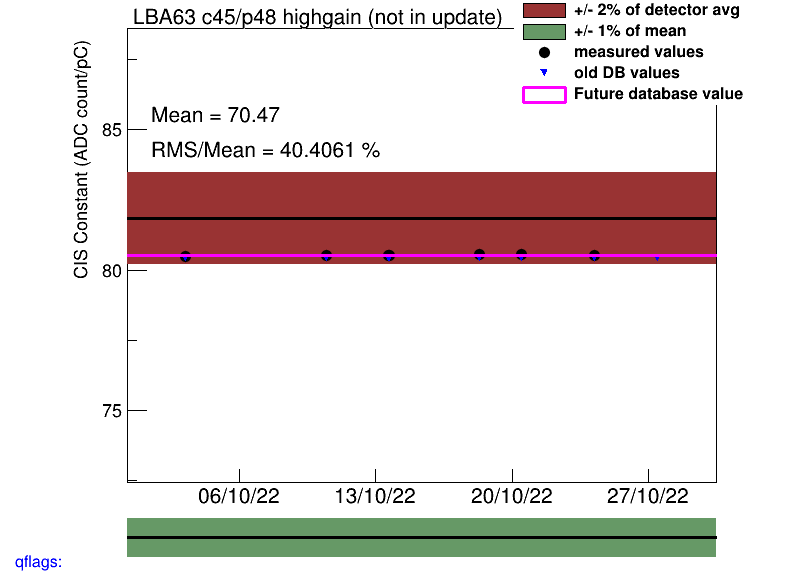 LBA63 c45/p48 highgain (not in update)
+/- 2% of detector avg
+/- 1% of mean
measured values
old DB values
Future database value
CIS Constant (ADC count/pC)
Mean = 70.47
RMS/Mean = 40.4061 %
85
80
75
06/10/22 13/10/22 20/10/22 27/10/22
qflags: